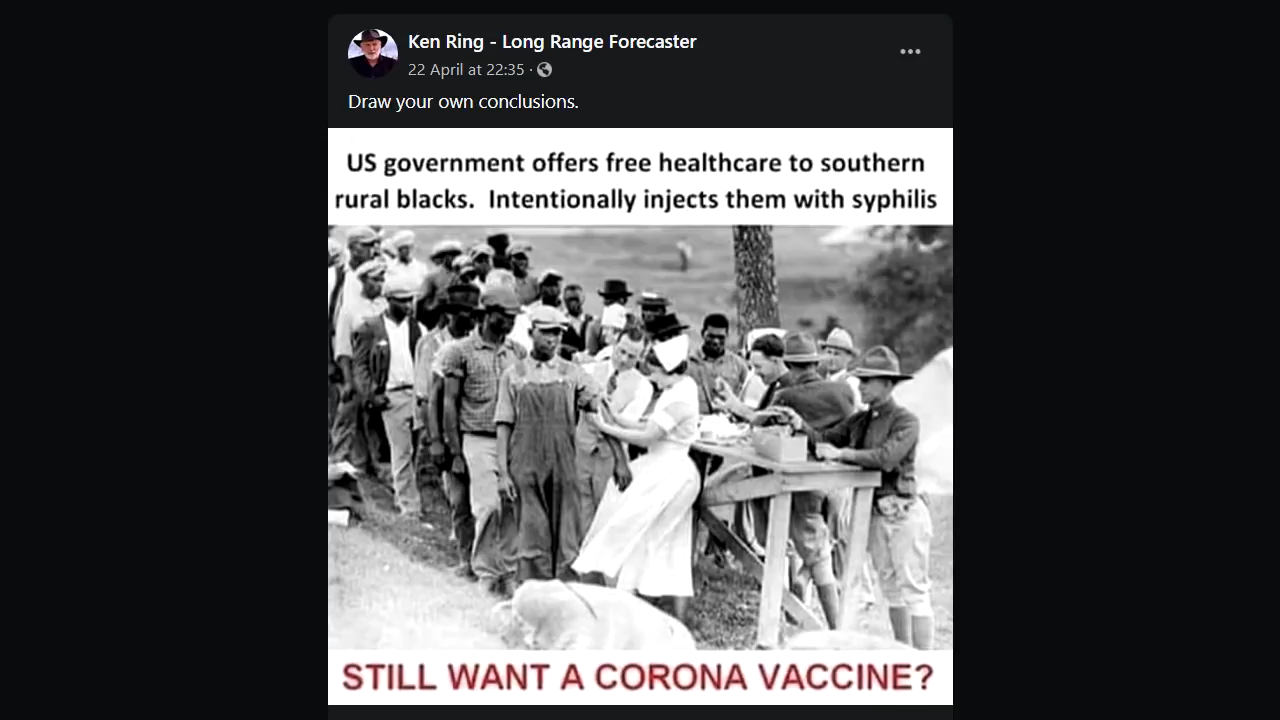 Ken Ring - Long Range Forecaster
22 April at 22:35 ·
Draw your own conclusions.
US government offers free healthcare to southern
rural blacks. Intentionally injects them with syphilis
STILL WANT A CORONA VACCINE?